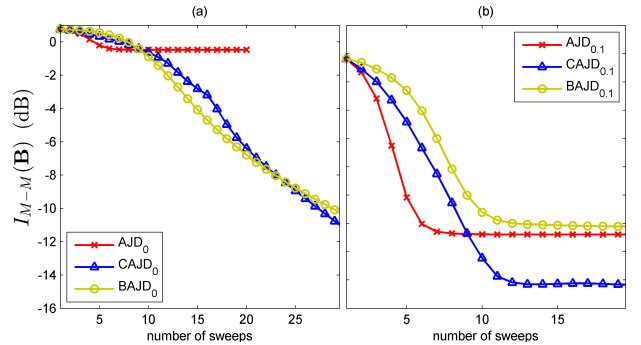 (a)
(b)
0
-2
-4
-6
-8
-10
-12
-14
-16
I_{M-M}(B) (dB)
AJD_0
CAJD_0
BAJD_0
5 10 15 20 25
number of sweeps
AJD_{0.1}
CAJD_{0.1}
BAJD_{0.1}
5 10 15
number of sweeps